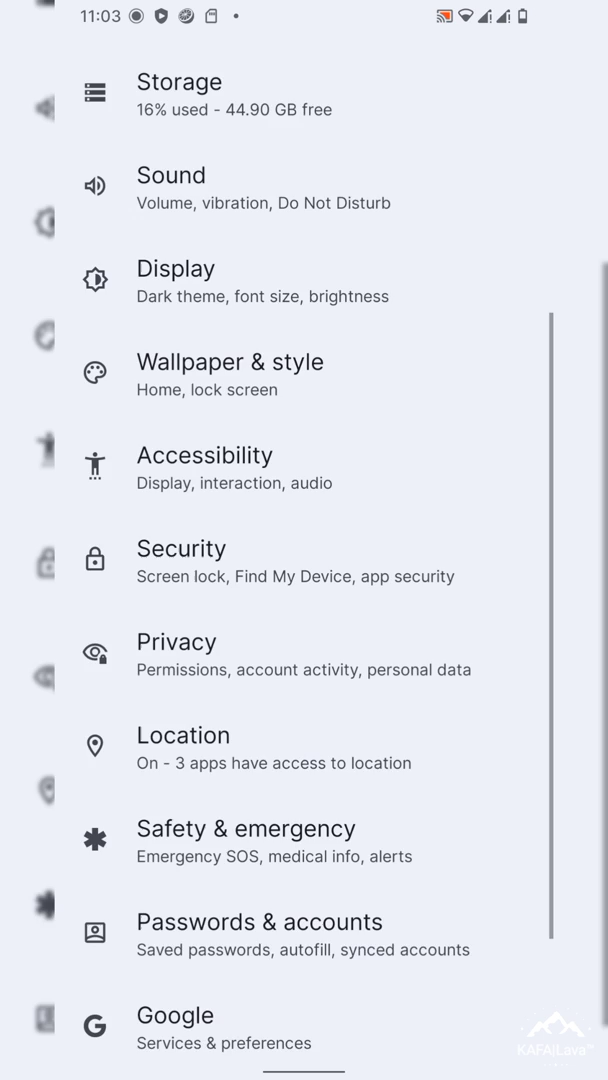 11:03
Storage
16% used - 44.90 GB free
Sound
Volume, vibration, Do Not Disturb
Display
Dark theme, font size, brightness
Wallpaper & style
Home, lock screen
Accessibility
Display, interaction, audio
Security
Screen lock, Find My Device, app security
Privacy
Permissions, account activity, personal data
Location
On - 3 apps have access to location
Safety & emergency
Emergency SOS, medical info, alerts
Passwords & accounts
Saved passwords, autofill, synced accounts
Google
Services & preferences
KAFA|Lava™